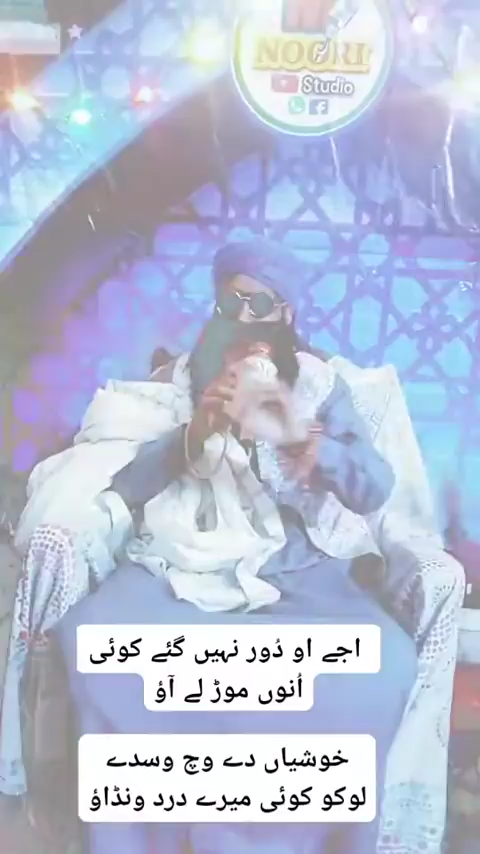 NOORI
Studio
اجے او دُور نہیں گئے کوئی
اُنوں موڑ لے آؤ
خوشیاں دے وچ وسدے
لوکو کوئی میرے درد ونڈاؤ